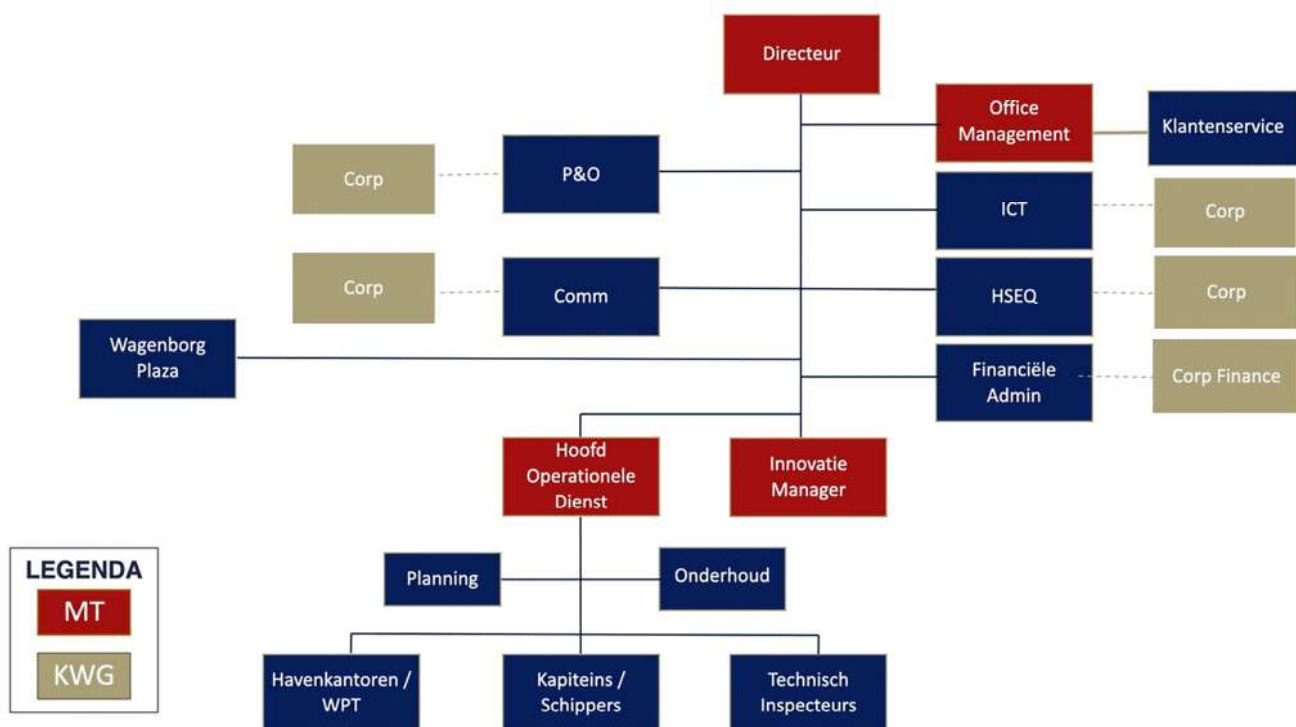 Directeur
Office
Management
Klantenservice
Corp
P&O
ICT
Corp
Corp
Comm
HSEQ
Corp
Wagenborg
Plaza
Financiële
Admin
Corp Finance
Hoofd
Operationele
Dienst
Innovatie
Manager
Planning
Onderhoud
LEGENDA
MT
KWG
Havenkantoren /
WPT
Kapiteins /
Schippers
Technisch
Inspecteurs